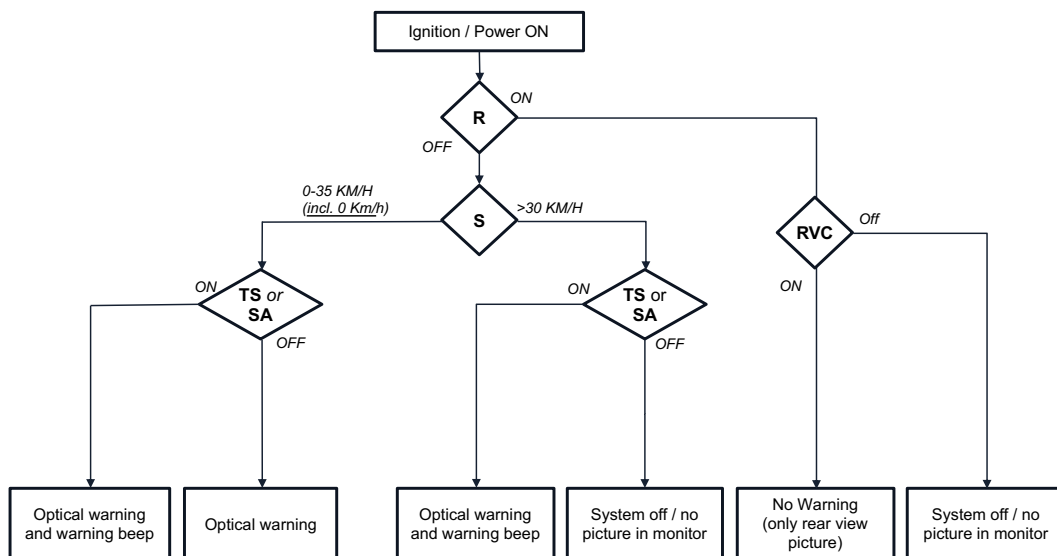 Ignition / Power ON
ON
R
OFF
0-35 KM/H
(incl. 0 Km/h)
S
>30 KM/H
RVC
Off
ON
ON
TS or
SA
OFF
ON
TS or
SA
OFF
Optical warning
and warning beep
Optical warning
Optical warning
and warning beep
System off / no
picture in monitor
No Warning
(only rear view
picture)
System off / no
picture in monitor